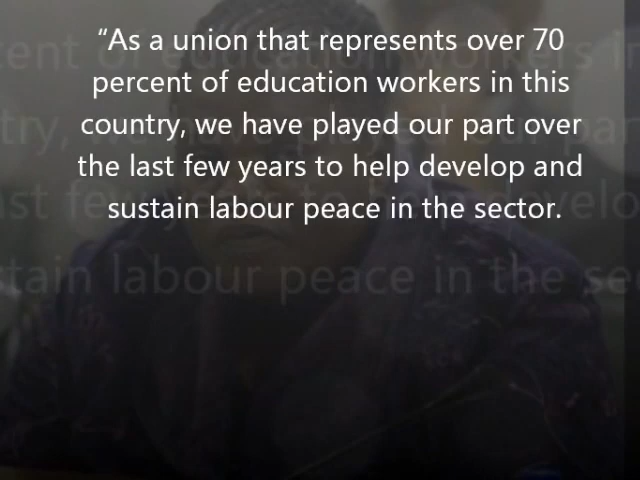 “As a union that represents over 70
percent of education workers in this
country, we have played our part over
the last few years to help develop and
sustain labour peace in the sector.